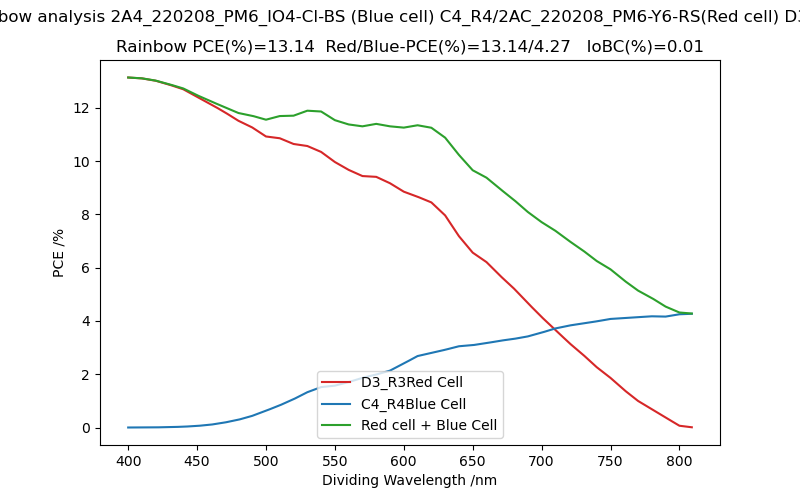 bow analysis 2A4_220208_PM6_IO4-Cl-BS (Blue cell) C4_R4/2AC_220208_PM6-Y6-RS(Red cell) D3
Rainbow PCE(%)=13.14 Red/Blue-PCE(%)=13.14/4.27 IoBC(%)=0.01
12
10
8
6
4
2
0
PCE /%
D3_R3Red Cell
C4_R4Blue Cell
Red cell + Blue Cell
400 450 500 550 600 650 700 750 800
Dividing Wavelength /nm